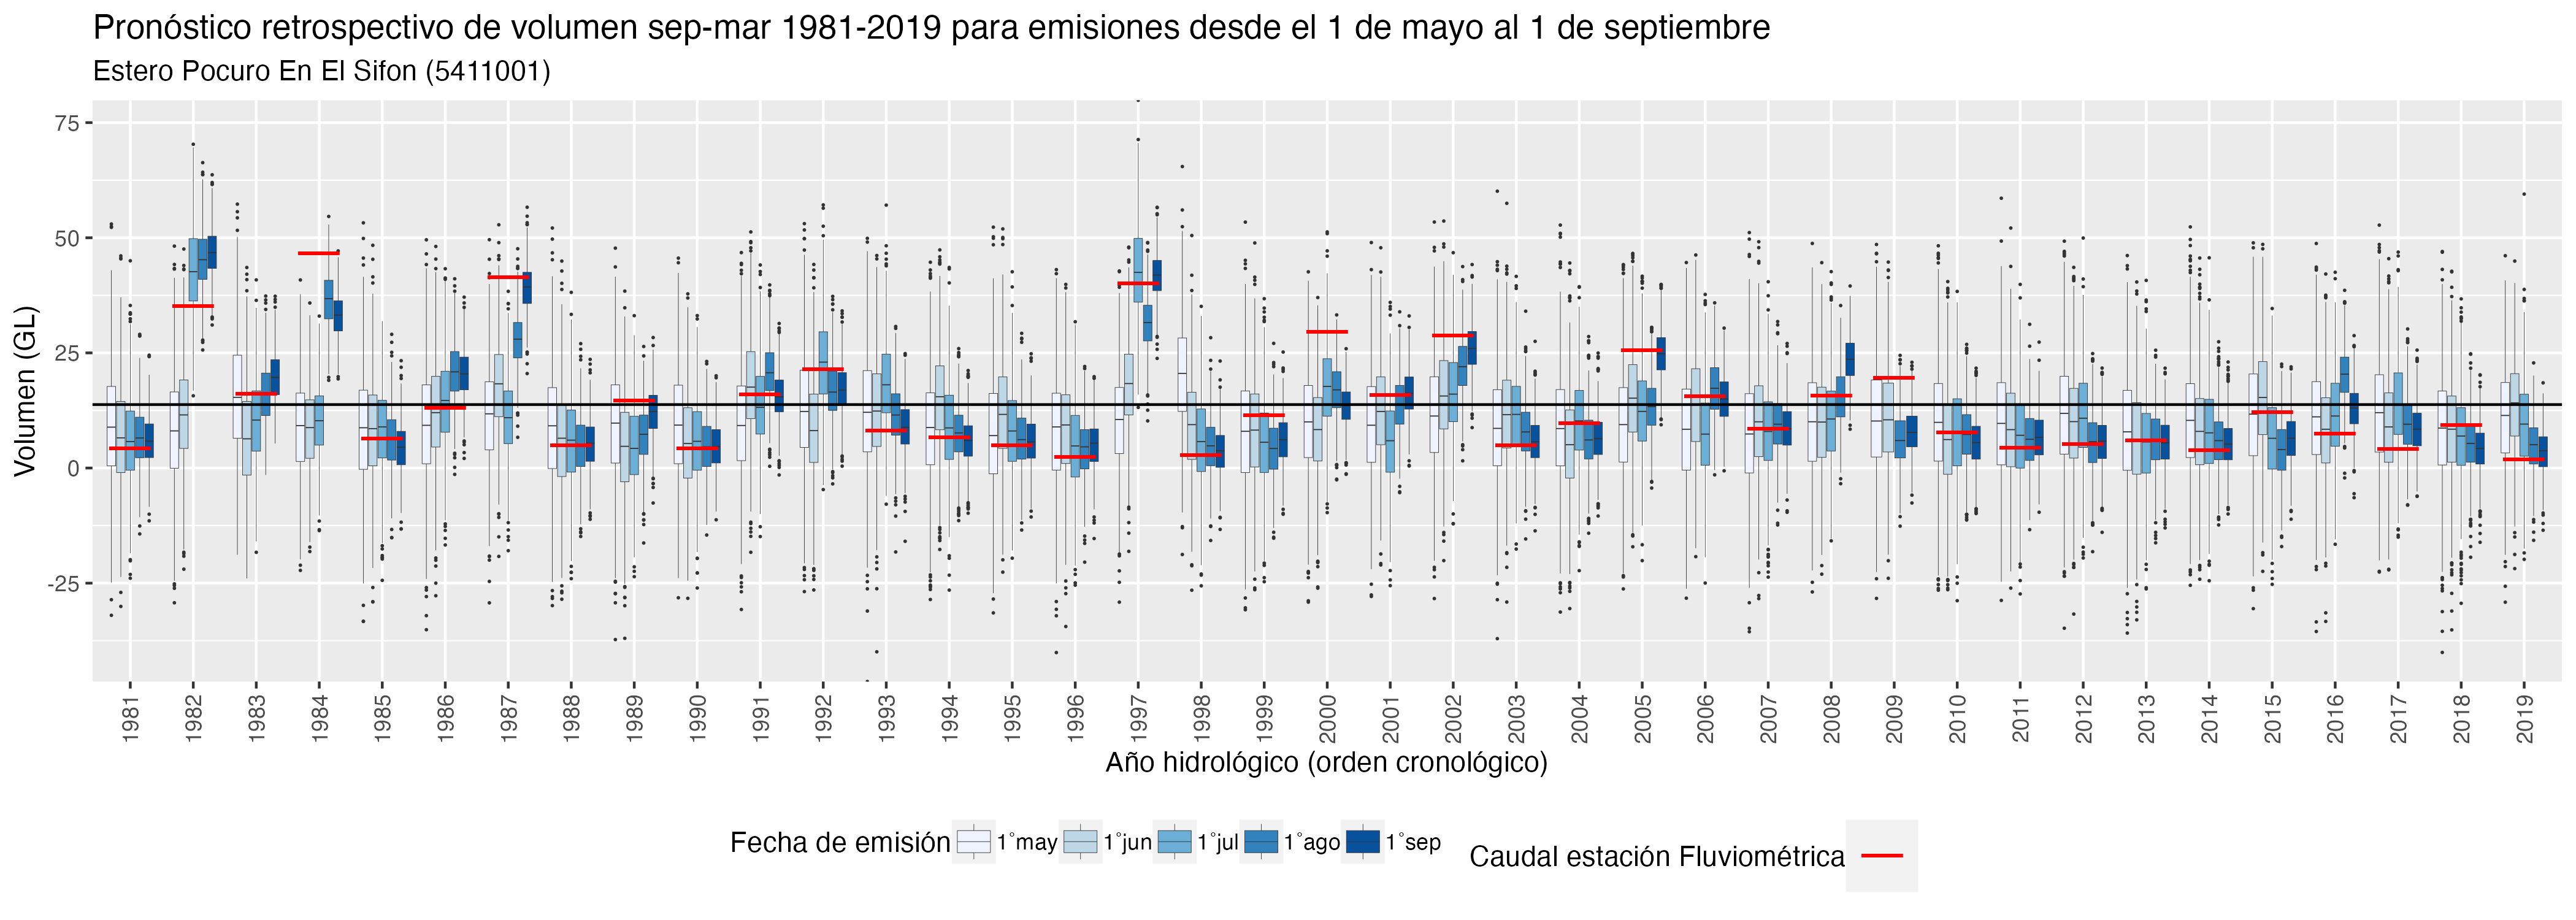 Pronóstico retrospectivo de volumen sep-mar 1981-2019 para emisiones desde el 1 de mayo al 1 de septiembre
Estero Pocuro En El Sifon (5411001)
Volumen (GL)
75
50
25
0
-25
1981 1982 1983 1984 1985 1986 1987 1988 1989 1990 1991 1992 1993 1994 1995 1996 1997 1998 1999 2000 2001 2002 2003 2004 2005 2006 2007 2008 2009 2010 2011 2012 2013 2014 2015 2016 2017 2018 2019
Año hidrológico (orden cronológico)
Fecha de emisión 1°may 1°jun 1°jul 1°ago 1°sep Caudal estación Fluviométrica